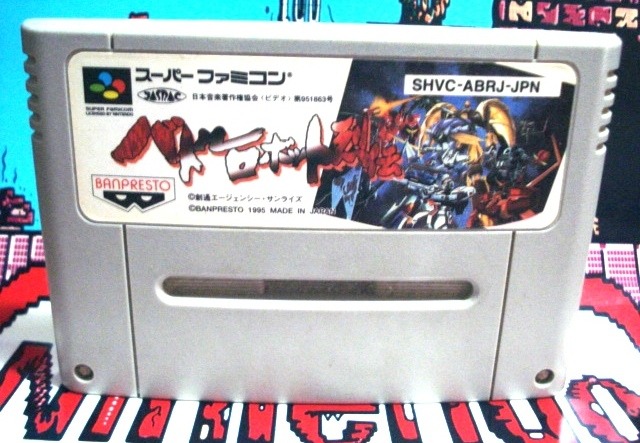 スーパーファミコン®
SHVC-ABRJ-JPN
JASRAC
日本音楽著作権協会(ビデオ)第951863号
SUPER FAMICOM
LICENSED BY NINTENDO
バトルロボット烈伝
BANPRESTO
©創通エージェンシー・サンライズ
©BANPRESTO 1995 MADE IN JAPAN